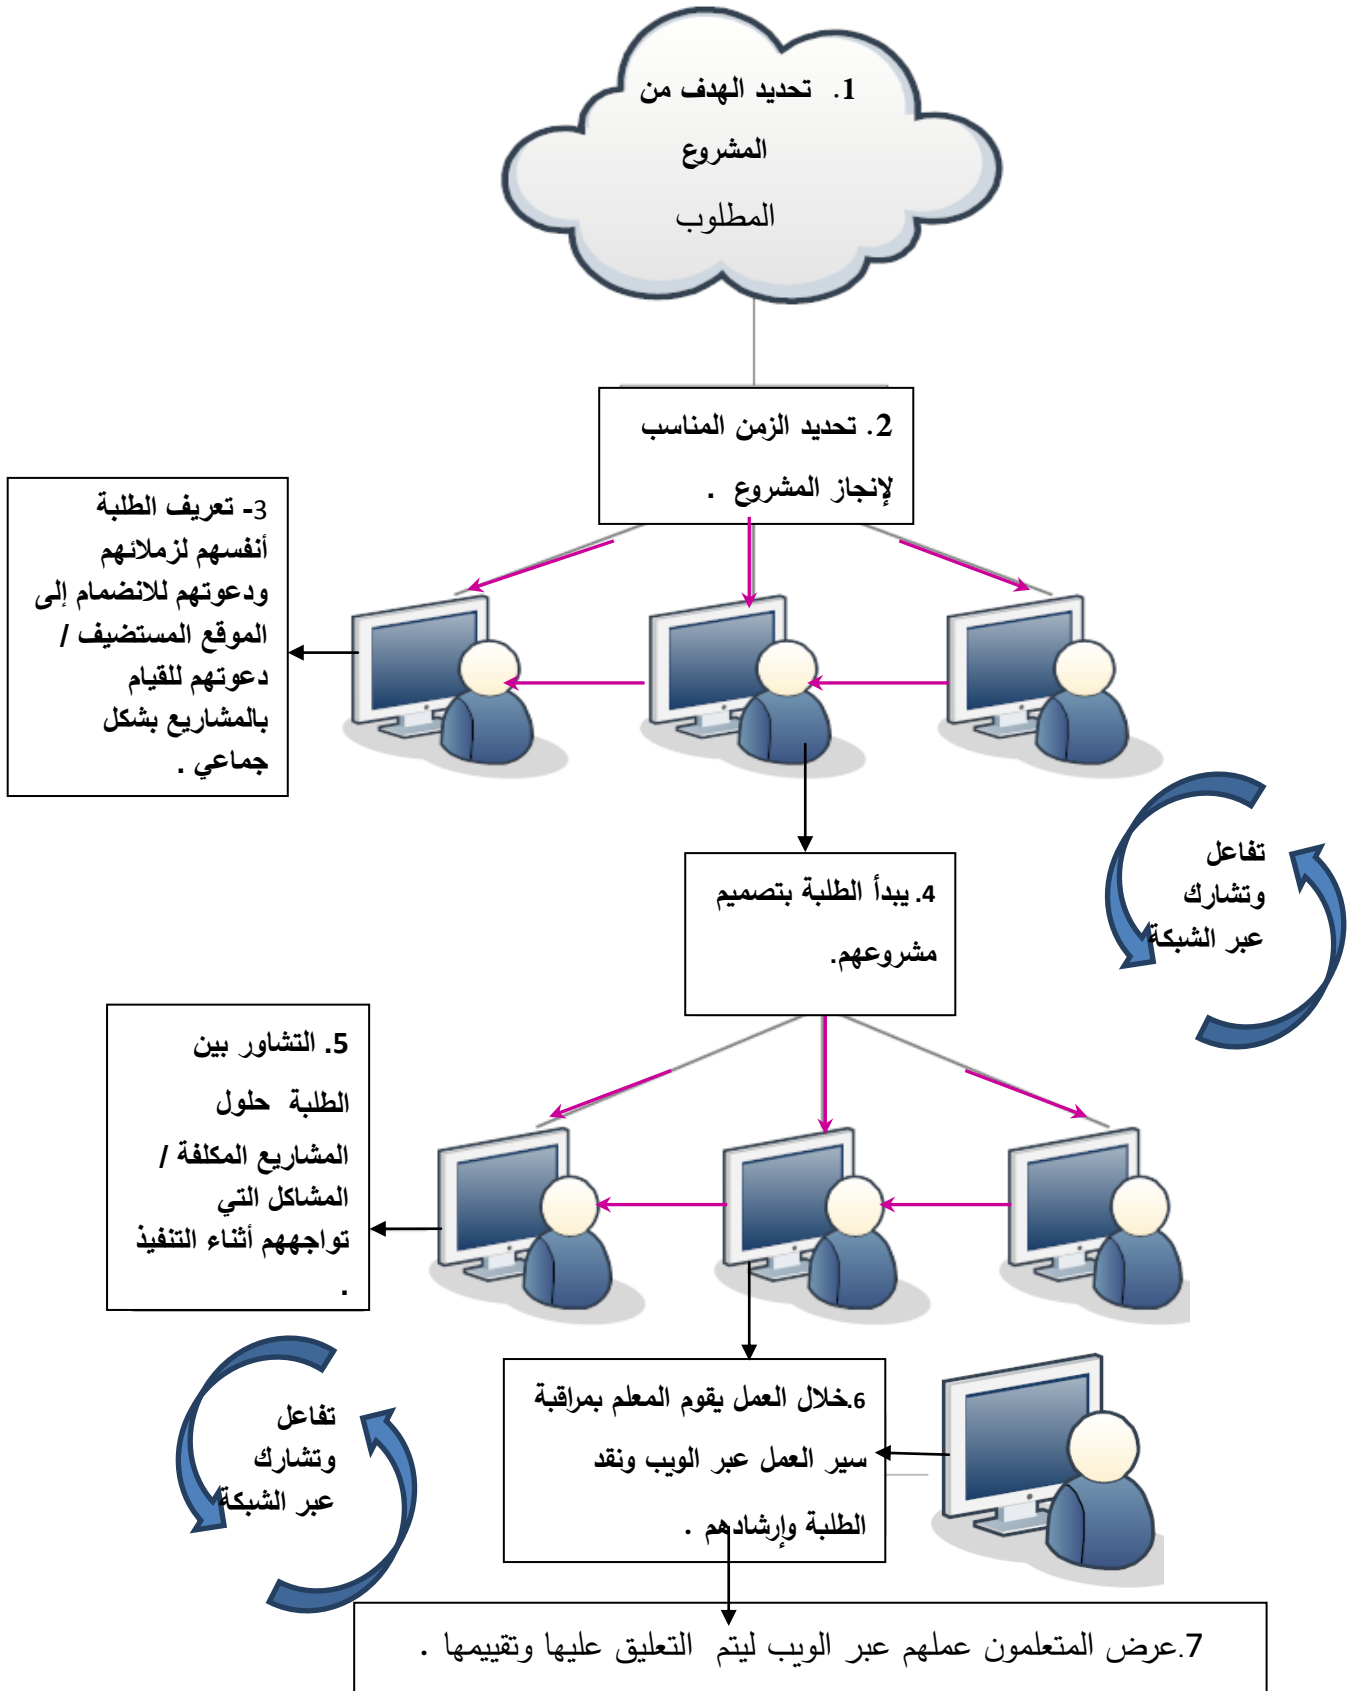 1. تحديد الهدف من
المشروع
المطلوب
2. تحديد الزمن المناسب
لإنجاز المشروع .
3- تعريف الطلبة
أنفسهم لزملائهم
ودعوتهم للانضمام إلى
الموقع المستضيف /
دعوتهم للقيام
بالمشاريع بشكل
جماعي .
تفاعل
وتشارك
عبر الشبكة
4. يبدأ الطلبة بتصميم
مشروعهم.
5. التشاور بين
الطلبة حلول
المشاريع المكلفة /
المشاكل التي
تواجههم أثناء التنفيذ
.
تفاعل
وتشارك
عبر الشبكة
6.خلال العمل يقوم المعلم بمراقبة
سير العمل عبر الويب ونقد
الطلبة وإرشادهم .
7.عرض المتعلمون عملهم عبر الويب ليتم التعليق عليها وتقييمها .